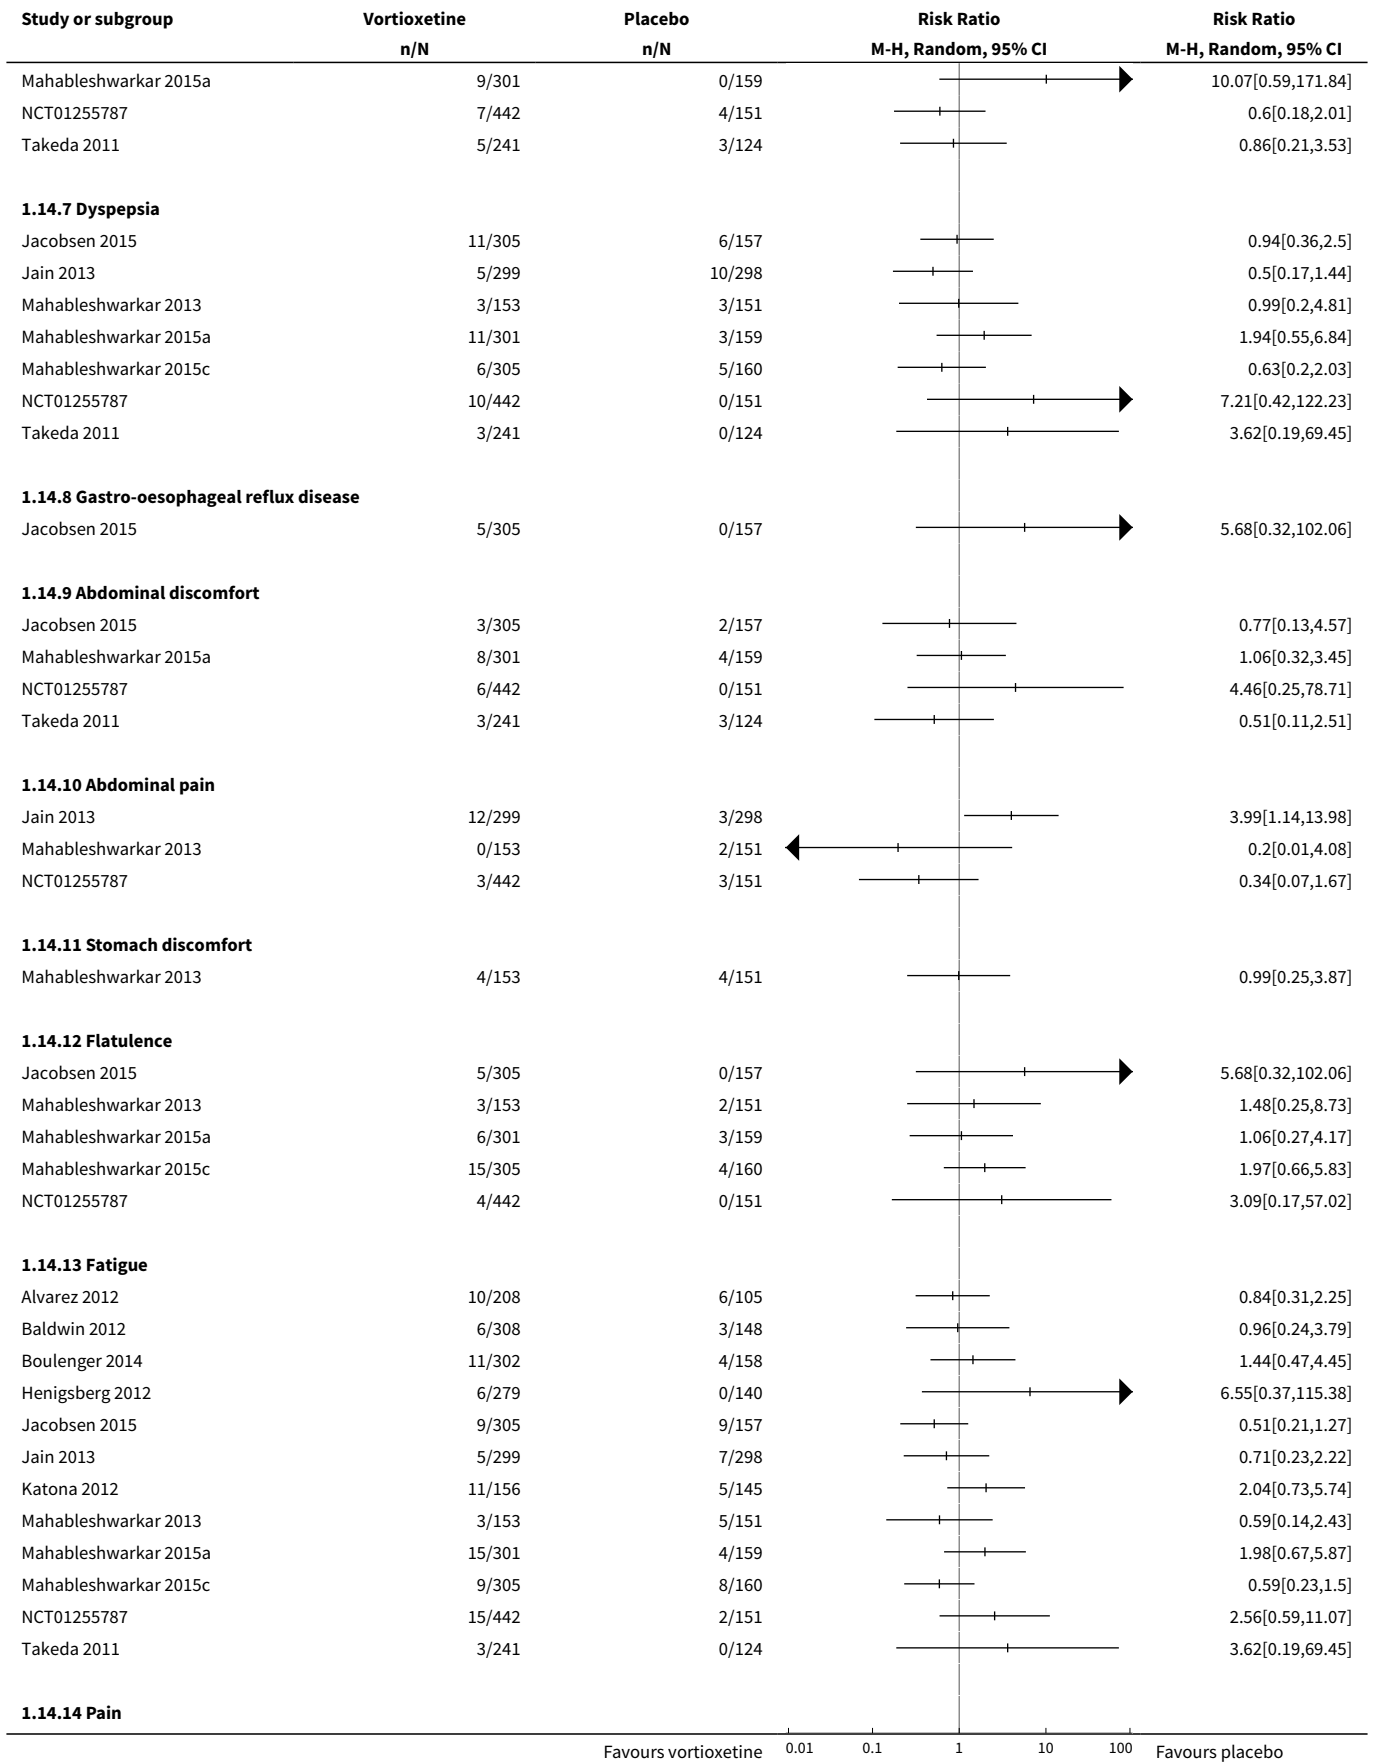 Study or subgroup Vortioxetine Placebo Risk Ratio Risk Ratio
n/N n/N M-H, Random, 95% CI M-H, Random, 95% CI
Mahableshwarkar 2015a 9/301 0/159 10.07[0.59,171.84]
NCT01255787 7/442 4/151 0.6[0.18,2.01]
Takeda 2011 5/241 3/124 0.86[0.21,3.53]
1.14.7 Dyspepsia
Jacobsen 2015 11/305 6/157 0.94[0.36,2.5]
Jain 2013 5/299 10/298 0.5[0.17,1.44]
Mahableshwarkar 2013 3/153 3/151 0.99[0.2,4.81]
Mahableshwarkar 2015a 11/301 3/159 1.94[0.55,6.84]
Mahableshwarkar 2015c 6/305 5/160 0.63[0.2,2.03]
NCT01255787 10/442 0/151 7.21[0.42,122.23]
Takeda 2011 3/241 0/124 3.62[0.19,69.45]
1.14.8 Gastro-oesophageal reflux disease
Jacobsen 2015 5/305 0/157 5.68[0.32,102.06]
1.14.9 Abdominal discomfort
Jacobsen 2015 3/305 2/157 0.77[0.13,4.57]
Mahableshwarkar 2015a 8/301 4/159 1.06[0.32,3.45]
NCT01255787 6/442 0/151 4.46[0.25,78.71]
Takeda 2011 3/241 3/124 0.51[0.11,2.51]
1.14.10 Abdominal pain
Jain 2013 12/299 3/298 3.99[1.14,13.98]
Mahableshwarkar 2013 0/153 2/151 0.2[0.01,4.08]
NCT01255787 3/442 3/151 0.34[0.07,1.67]
1.14.11 Stomach discomfort
Mahableshwarkar 2013 4/153 4/151 0.99[0.25,3.87]
1.14.12 Flatulence
Jacobsen 2015 5/305 0/157 5.68[0.32,102.06]
Mahableshwarkar 2013 3/153 2/151 1.48[0.25,8.73]
Mahableshwarkar 2015a 6/301 3/159 1.06[0.27,4.17]
Mahableshwarkar 2015c 15/305 4/160 1.97[0.66,5.83]
NCT01255787 4/442 0/151 3.09[0.17,57.02]
1.14.13 Fatigue
Alvarez 2012 10/208 6/105 0.84[0.31,2.25]
Baldwin 2012 6/308 3/148 0.96[0.24,3.79]
Boulenger 2014 11/302 4/158 1.44[0.47,4.45]
Henigsberg 2012 6/279 0/140 6.55[0.37,115.38]
Jacobsen 2015 9/305 9/157 0.51[0.21,1.27]
Jain 2013 5/299 7/298 0.71[0.23,2.22]
Katona 2012 11/156 5/145 2.04[0.73,5.74]
Mahableshwarkar 2013 3/153 5/151 0.59[0.14,2.43]
Mahableshwarkar 2015a 15/301 4/159 1.98[0.67,5.87]
Mahableshwarkar 2015c 9/305 8/160 0.59[0.23,1.5]
NCT01255787 15/442 2/151 2.56[0.59,11.07]
Takeda 2011 3/241 0/124 3.62[0.19,69.45]
1.14.14 Pain
Favours vortioxetine 0.01 0.1 1 10 100 Favours placebo